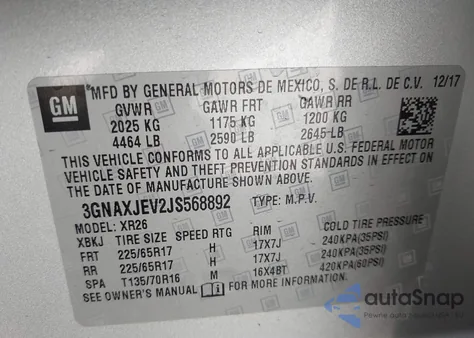 GM
*MFD BY GENERAL MOTORS DE MEXICO, S. DE R.L. DE C.V. 12/17
GVWR GAWR FRT GAWR RR
2025 KG 1175 KG 1200 KG
4464 LB 2590 LB 2645 LB
THIS VEHICLE CONFORMS TO ALL APPLICABLE U.S. FEDERAL MOTOR
VEHICLE SAFETY AND THEFT PREVENTION STANDARDS IN EFFECT ON
THE DATE OF MANUFACTURE SHOWN ABOVE.
3GNAXJEV2JS568892 TYPE: M.P.V.
MODEL: XR26
XBKJ TIRE SIZE SPEED RTG RIM COLD TIRE PRESSURE
FRT 225/65R17 H 17X7J 240KPA(35PSI)
RR 225/65R17 H 17X7J 240KPA(35PSI)
SPA T135/70R16 M 16X4BT 420KPA(60PSI)
SEE OWNER'S MANUAL FOR MORE INFORMATION
autoSnap